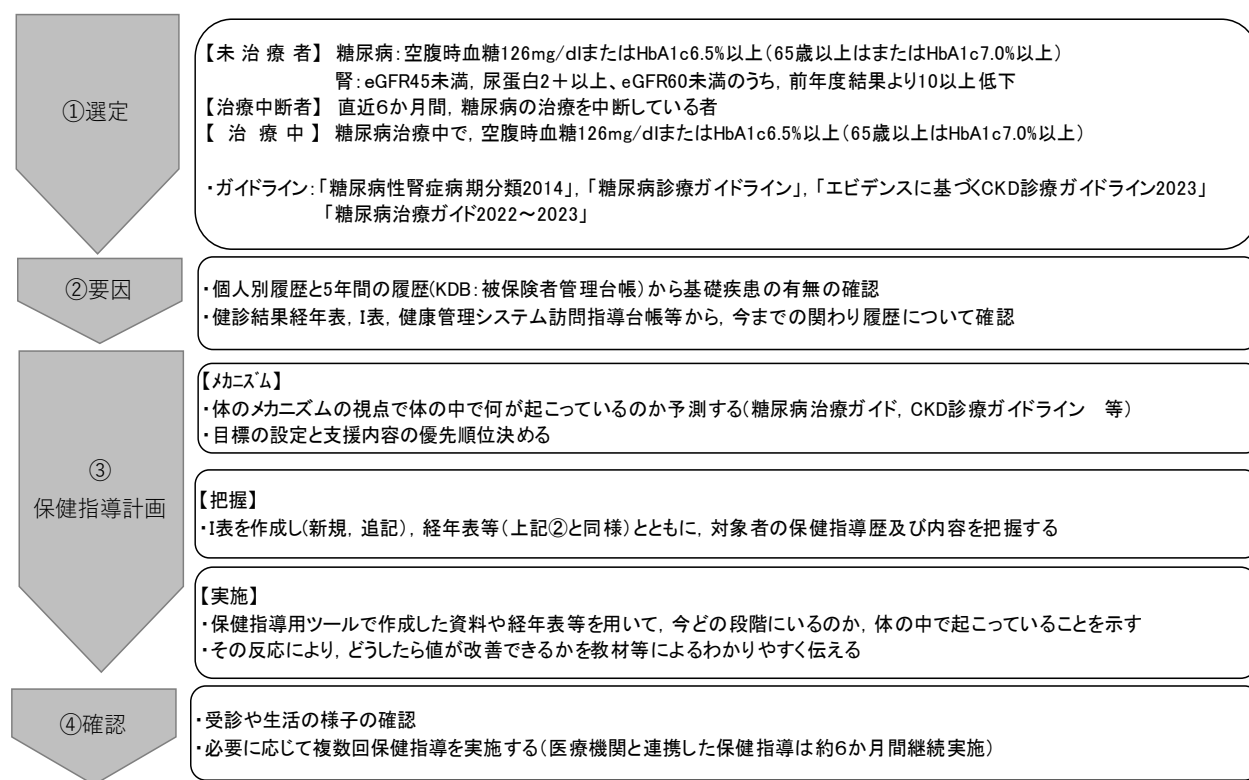 ①選定
【未 治 療 者】 糖尿病：空腹時血糖126mg/dlまたはHbA1c6.5%以上（65歳以上はまたはHbA1c7.0%以上）
腎：eGFR45未満，尿蛋白2＋以上、eGFR60未満のうち，前年度結果より10以上低下
【治療中断者】 直近6か月間，糖尿病の治療を中断している者
【 治 療 中 】 糖尿病治療中で，空腹時血糖126mg/dlまたはHbA1c6.5%以上（65歳以上はHbA1c7.0%以上）
・ガイドライン：「糖尿病性腎症病期分類2014」，「糖尿病診療ガイドライン」，「エビデンスに基づくCKD診療ガイドライン2023」
「糖尿病治療ガイド2022～2023」
②要因
・個人別履歴と5年間の履歴(KDB：被保険者管理台帳）から基礎疾患の有無の確認
・健診結果経年表，I表，健康管理システム訪問指導台帳等から，今までの関わり履歴について確認
③
保健指導計画
【ﾒｶﾆｽﾞﾑ】
・体のメカニズムの視点で体の中で何が起こっているのか予測する（糖尿病治療ガイド，CKD診療ガイドライン　等）
・目標の設定と支援内容の優先順位決める
【把握】
・I表を作成し（新規，追記），経年表等（上記②と同様）とともに，対象者の保健指導歴及び内容を把握する
【実施】
・保健指導用ツールで作成した資料や経年表等を用いて，今どの段階にいるのか，体の中で起こっていることを示す
・その反応により，どうしたら値が改善できるかを教材等によるわかりやすく伝える
④確認
・受診や生活の様子の確認
・必要に応じて複数回保健指導を実施する（医療機関と連携した保健指導は約6か月間継続実施）